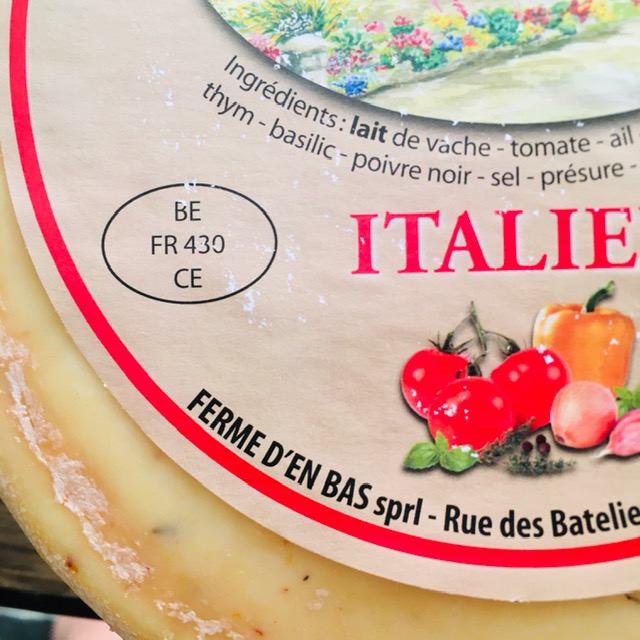 Ingrédients : lait de vache - tomate - ail
thym - basilic - poivre noir - sel - présure -
BE
FR 430
CE
ITALIE
FERME D'EN BAS sprl - Rue des Batelie